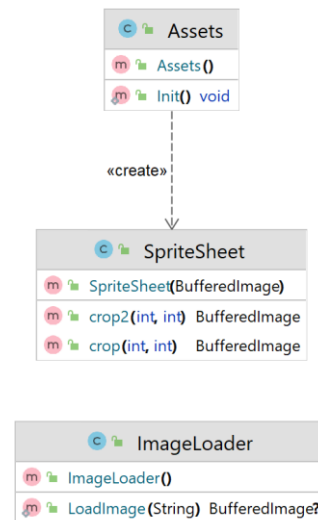 C Assets
m Assets()
m Init() void
«create»
C SpriteSheet
m SpriteSheet(BufferedImage)
m crop2(int, int) BufferedImage
m crop(int, int) BufferedImage
C ImageLoader
m ImageLoader()
m LoadImage(String) BufferedImage?